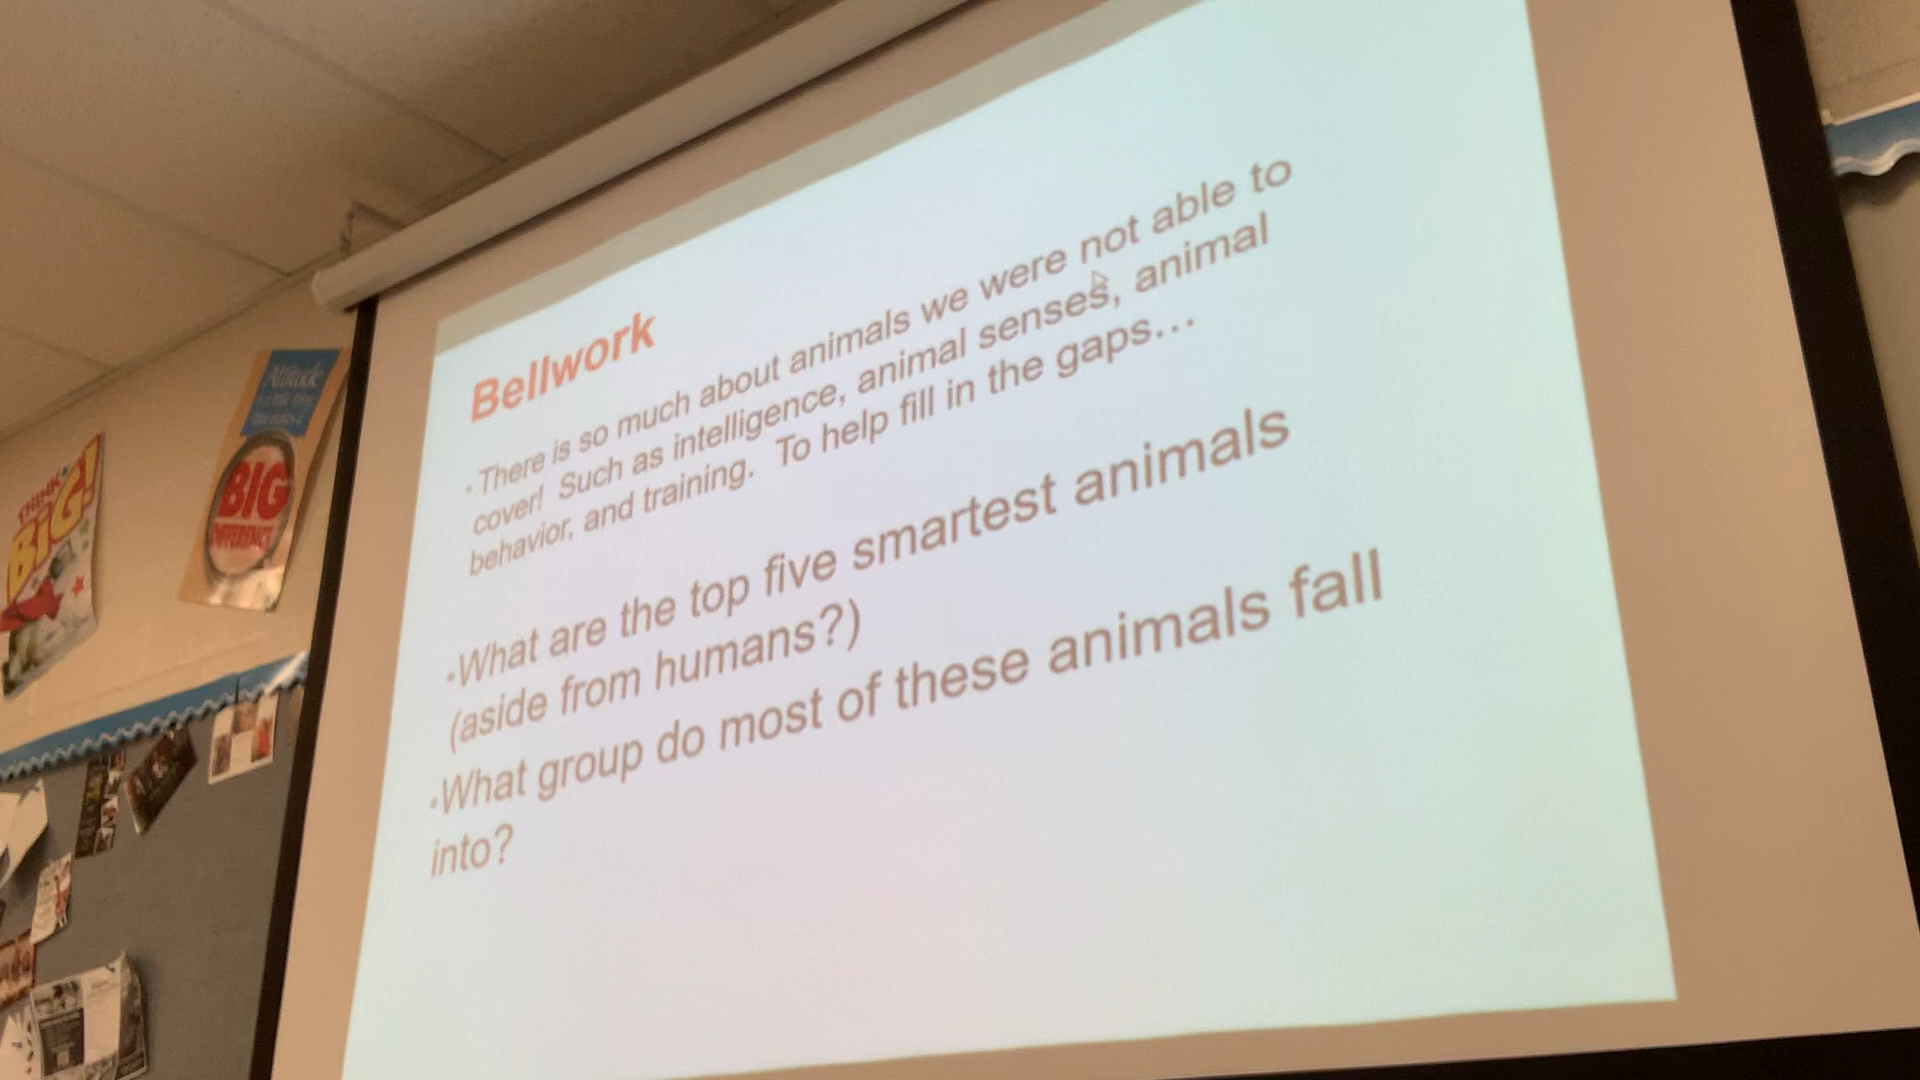 Bellwork
• There is so much about animals we were not able to
cover! Such as intelligence, animal senses, animal
behavior, and training. To help fill in the gaps...
•What are the top five smartest animals
(aside from humans?)
•What group do most of these animals fall
into?
Attitude
BIG
DIFFERENCE
THINK
BiG!